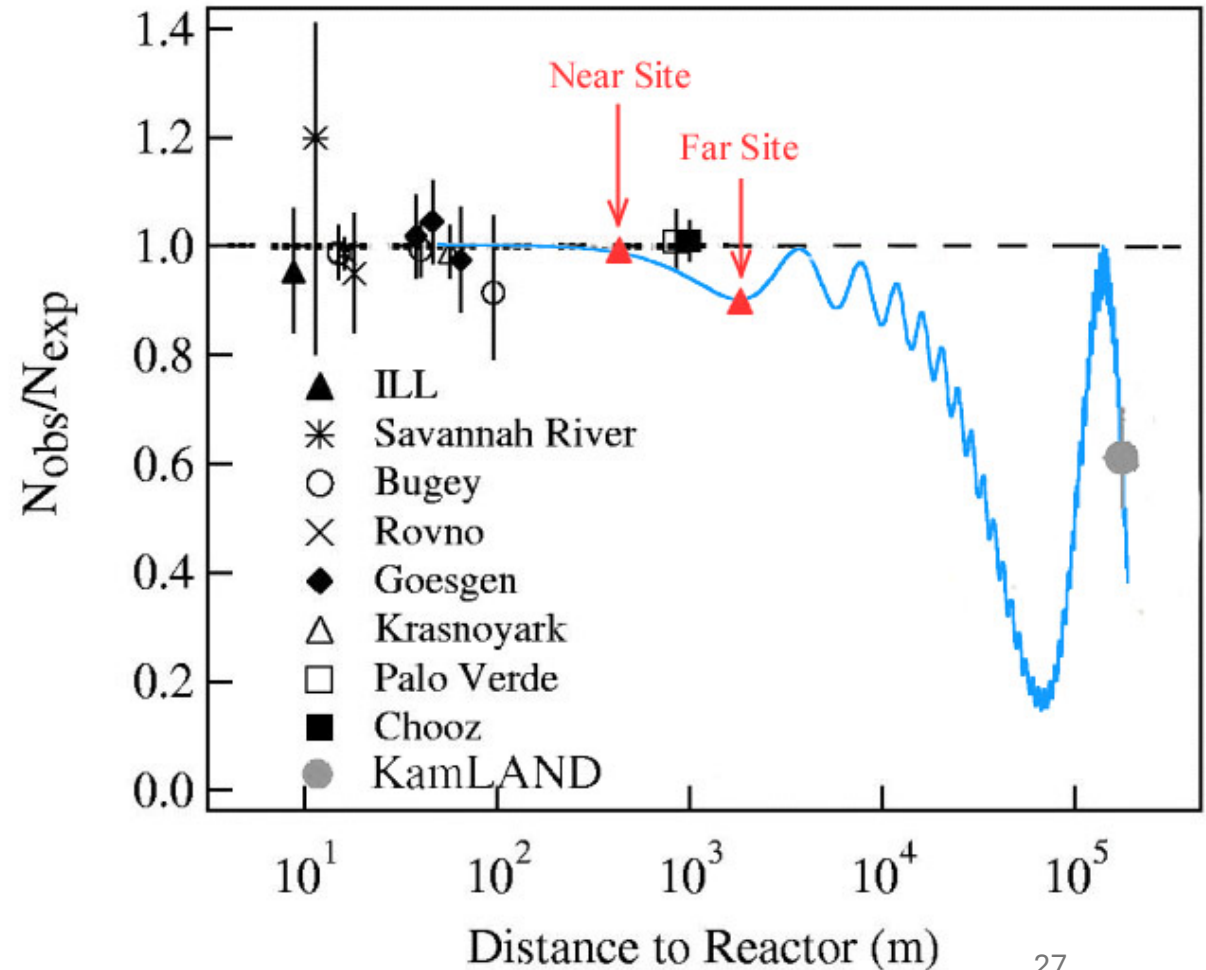 1.4
1.2
1.0
0.8
0.6
0.4
0.2
0.0
Nobs/Nexp
Near Site
Far Site
ILL
Savannah River
Bugey
Rovno
Goesgen
Krasnoyark
Palo Verde
Chooz
KamLAND
10¹ 10² 10³ 10⁴ 10⁵
Distance to Reactor (m)
27